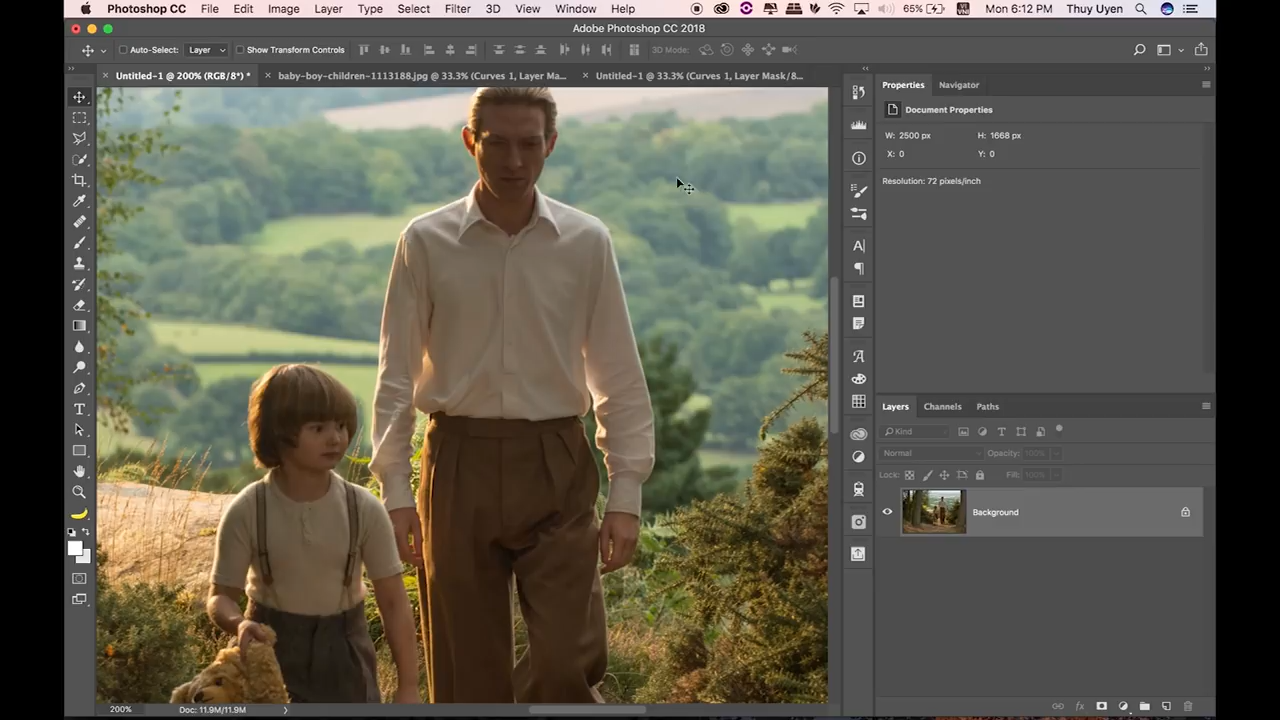 Photoshop CC File Edit Image Layer Type Select Filter 3D View Window Help 65% VNI Mon 6:12 PM Thuy Uyen
Adobe Photoshop CC 2018
Auto-Select: Layer Show Transform Controls 3D Mode:
Untitled-1 @ 200% (RGB/8*) * baby-boy-children-1113188.jpg @ 33.3% (Curves 1, Layer Ma... Untitled-1 @ 33.3% (Curves 1, Layer Mask/8...
Properties Navigator
Document Properties
W: 2500 px H: 1668 px
X: 0 Y: 0
Resolution: 72 pixels/inch
Layers Channels Paths
Kind
Normal Opacity: 100%
Lock: Fill: 100%
Background
200% Doc: 11.9M/11.9M